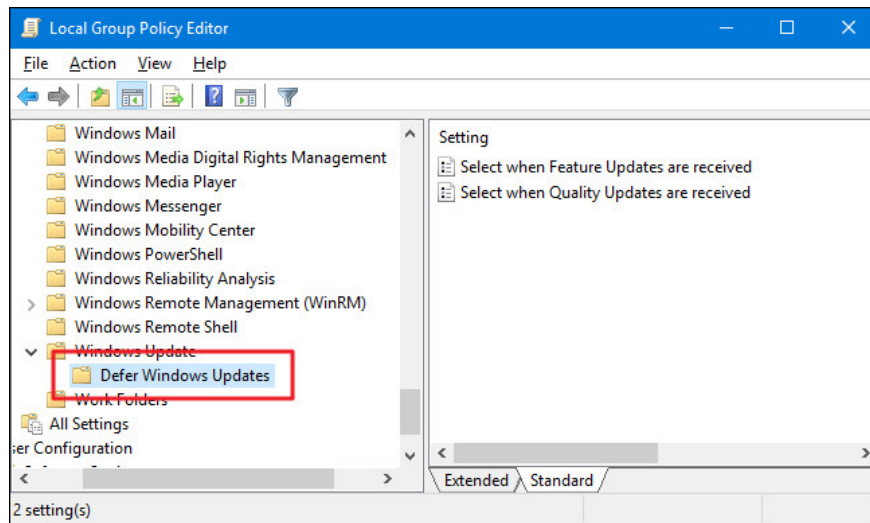 Local Group Policy Editor
File Action View Help
Windows Mail
Windows Media Digital Rights Management
Windows Media Player
Windows Messenger
Windows Mobility Center
Windows PowerShell
Windows Reliability Analysis
Windows Remote Management (WinRM)
Windows Remote Shell
Windows Update
Defer Windows Updates
Work Folders
All Settings
ser Configuration
Setting
Select when Feature Updates are received
Select when Quality Updates are received
Extended Standard
2 setting(s)